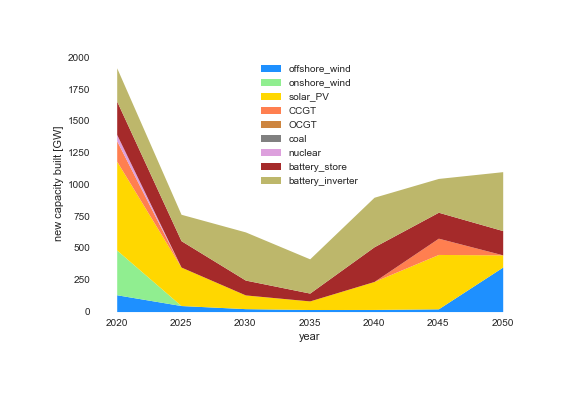 2000
1750
1500
1250
1000
750
500
250
0
new capacity built [GW]
offshore_wind
onshore_wind
solar_PV
CCGT
OCGT
coal
nuclear
battery_store
battery_inverter
2020 2025 2030 2035 2040 2045 2050
year